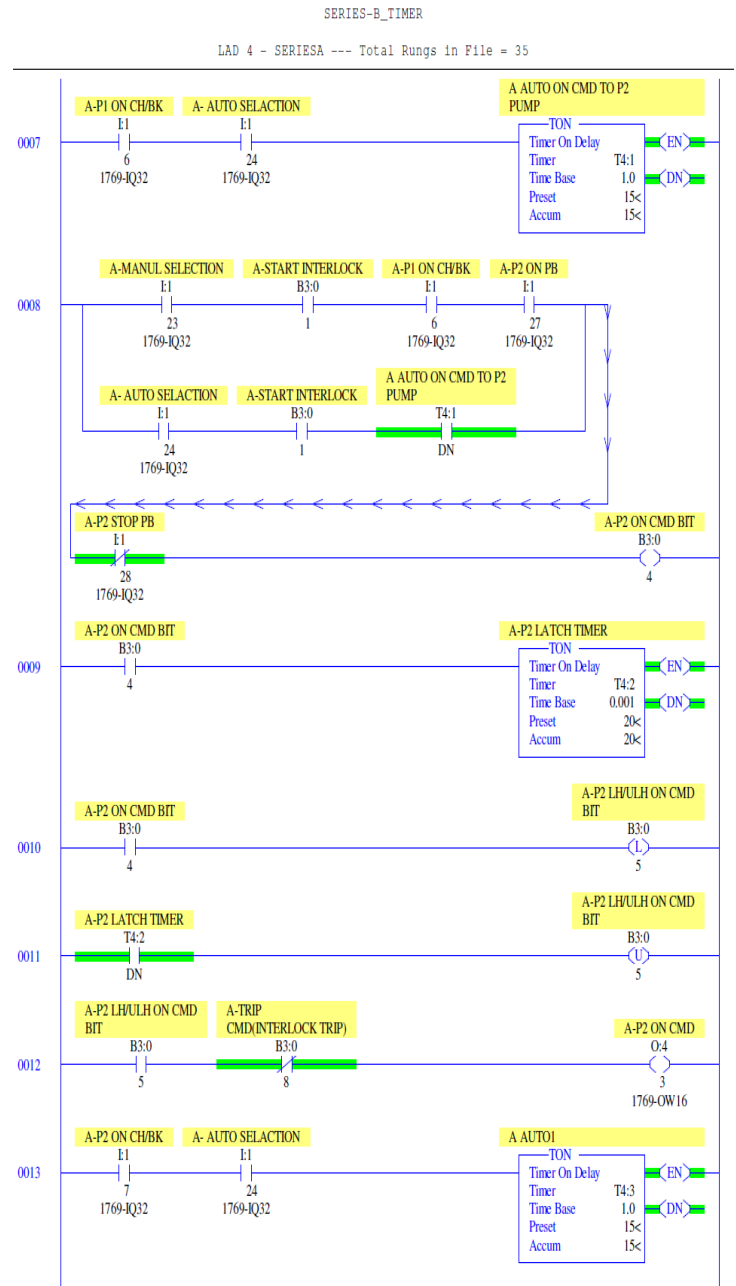 SERIES-B_TIMER
LAD 4 - SERIESA --- Total Rungs in File = 35
A-P1 ON CH/BK A- AUTO SELACTION A AUTO ON CMD TO P2
PUMP
I:1 I:1 TON
0007 Timer On Delay EN
6 24 Timer T4:1
1769-IQ32 1769-IQ32 Time Base 1.0 DN
Preset 15<
Accum 15<
A-MANUL SELECTION A-START INTERLOCK A-P1 ON CH/BK A-P2 ON PB
I:1 B3:0 I:1 I:1
0008
23 1 6 27
1769-IQ32 1769-IQ32 1769-IQ32
A AUTO ON CMD TO P2
A- AUTO SELACTION A-START INTERLOCK PUMP
I:1 B3:0 T4:1
24 1 DN
1769-IQ32
A-P2 STOP PB A-P2 ON CMD BIT
I:1 B3:0
28 4
1769-IQ32
A-P2 ON CMD BIT A-P2 LATCH TIMER
B3:0 TON
0009 Timer On Delay EN
4 Timer T4:2
Time Base 0.001 DN
Preset 20<
Accum 20<
A-P2 LH/ULH ON CMD
A-P2 ON CMD BIT BIT
B3:0 B3:0
0010 L
4 5
A-P2 LH/ULH ON CMD
A-P2 LATCH TIMER BIT
T4:2 B3:0
0011 U
DN 5
A-P2 LH/ULH ON CMD A-TRIP
BIT CMD(INTERLOCK TRIP) A-P2 ON CMD
B3:0 B3:0 O:4
0012
5 8 3
1769-OW16
A-P2 ON CH/BK A- AUTO SELACTION A AUTO1
I:1 I:1 TON
0013 Timer On Delay EN
7 24 Timer T4:3
1769-IQ32 1769-IQ32 Time Base 1.0 DN
Preset 15<
Accum 15<